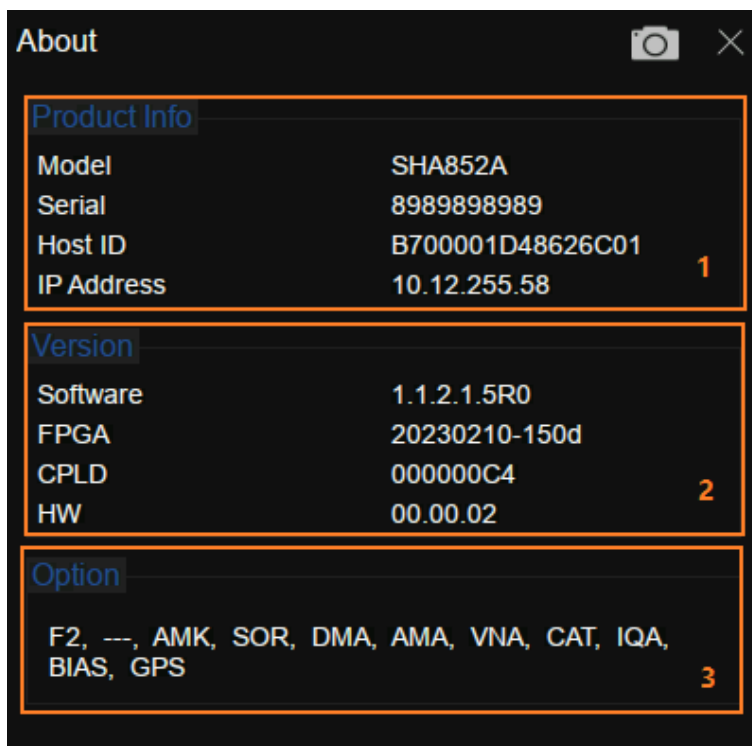 About
Product Info
Model SHA852A
Serial 8989898989
Host ID B700001D48626C01
IP Address 10.12.255.58
1
Version
Software 1.1.2.1.5R0
FPGA 20230210-150d
CPLD 000000C4
HW 00.00.02
2
Option
F2, ---, AMK, SOR, DMA, AMA, VNA, CAT, IQA,
BIAS, GPS
3